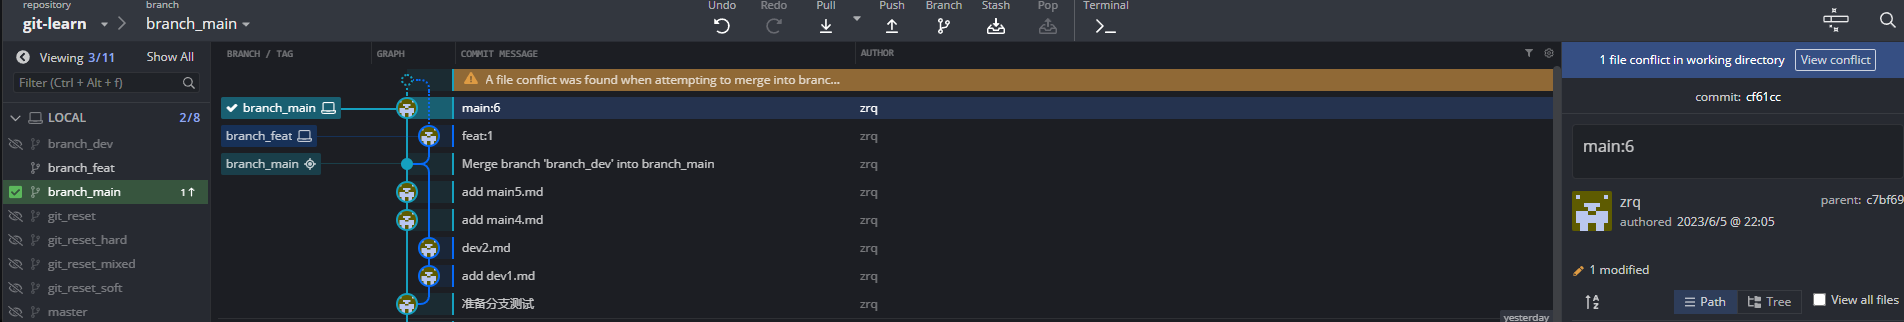 repository
branch
git-learn
branch_main
Undo
Redo
Pull
Push
Branch
Stash
Pop
Terminal
Viewing 3/11
Show All
Filter (Ctrl + Alt + f)
LOCAL
2/8
branch_dev
branch_feat
branch_main
1↑
git_reset
git_reset_hard
git_reset_mixed
git_reset_soft
master
BRANCH / TAG
GRAPH
COMMIT MESSAGE
AUTHOR
A file conflict was found when attempting to merge into branc...
branch_main
main:6
zrq
branch_feat
feat:1
zrq
branch_main
Merge branch 'branch_dev' into branch_main
zrq
add main5.md
zrq
add main4.md
zrq
dev2.md
zrq
add dev1.md
zrq
准备分支测试
zrq
yesterday
1 file conflict in working directory
View conflict
commit: cf61cc
main:6
zrq
authored 2023/6/5 @ 22:05
parent: c7bf69
1 modified
A
Z
Path
Tree
View all files